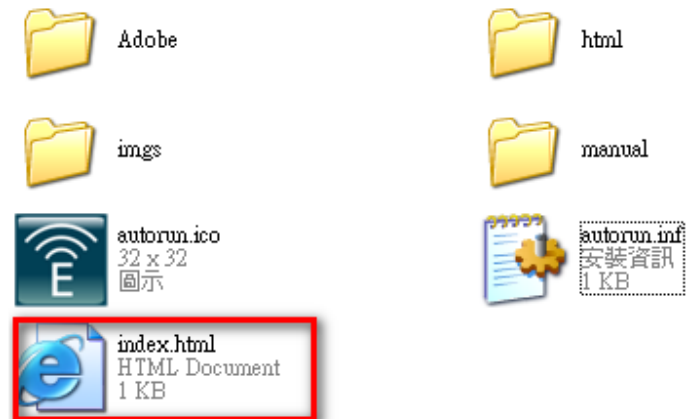 Adobe
html
imgs
manual
autorun.ico
32 x 32
圖示
autorun.inf
安裝資訊
1 KB
E
index.html
HTML Document
1 KB